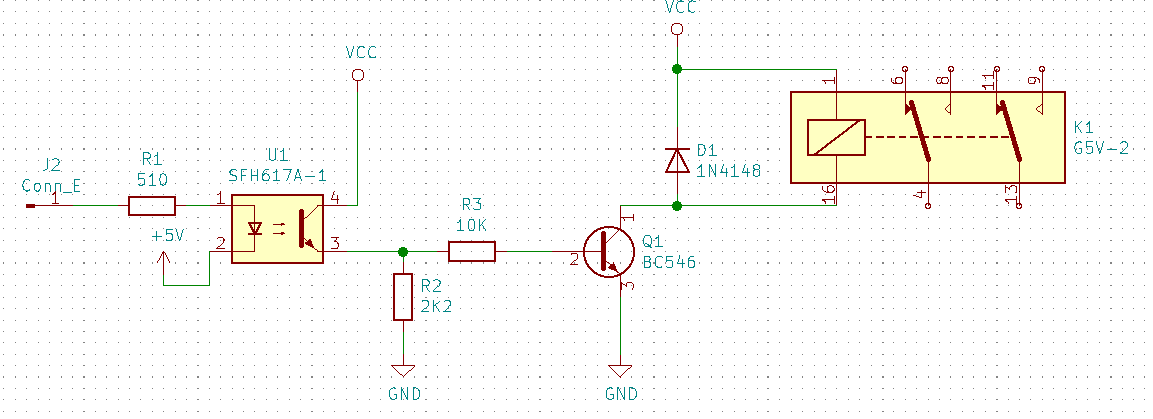 VCC
VCC
J2
Conn_E
1
R1
510
U1
SFH617A-1
1
2
4
3
+5V
R3
10K
R2
2K2
GND
D1
1N4148
Q1
BC546
1
2
3
GND
1
16
6
8
11
9
4
13
K1
G5V-2